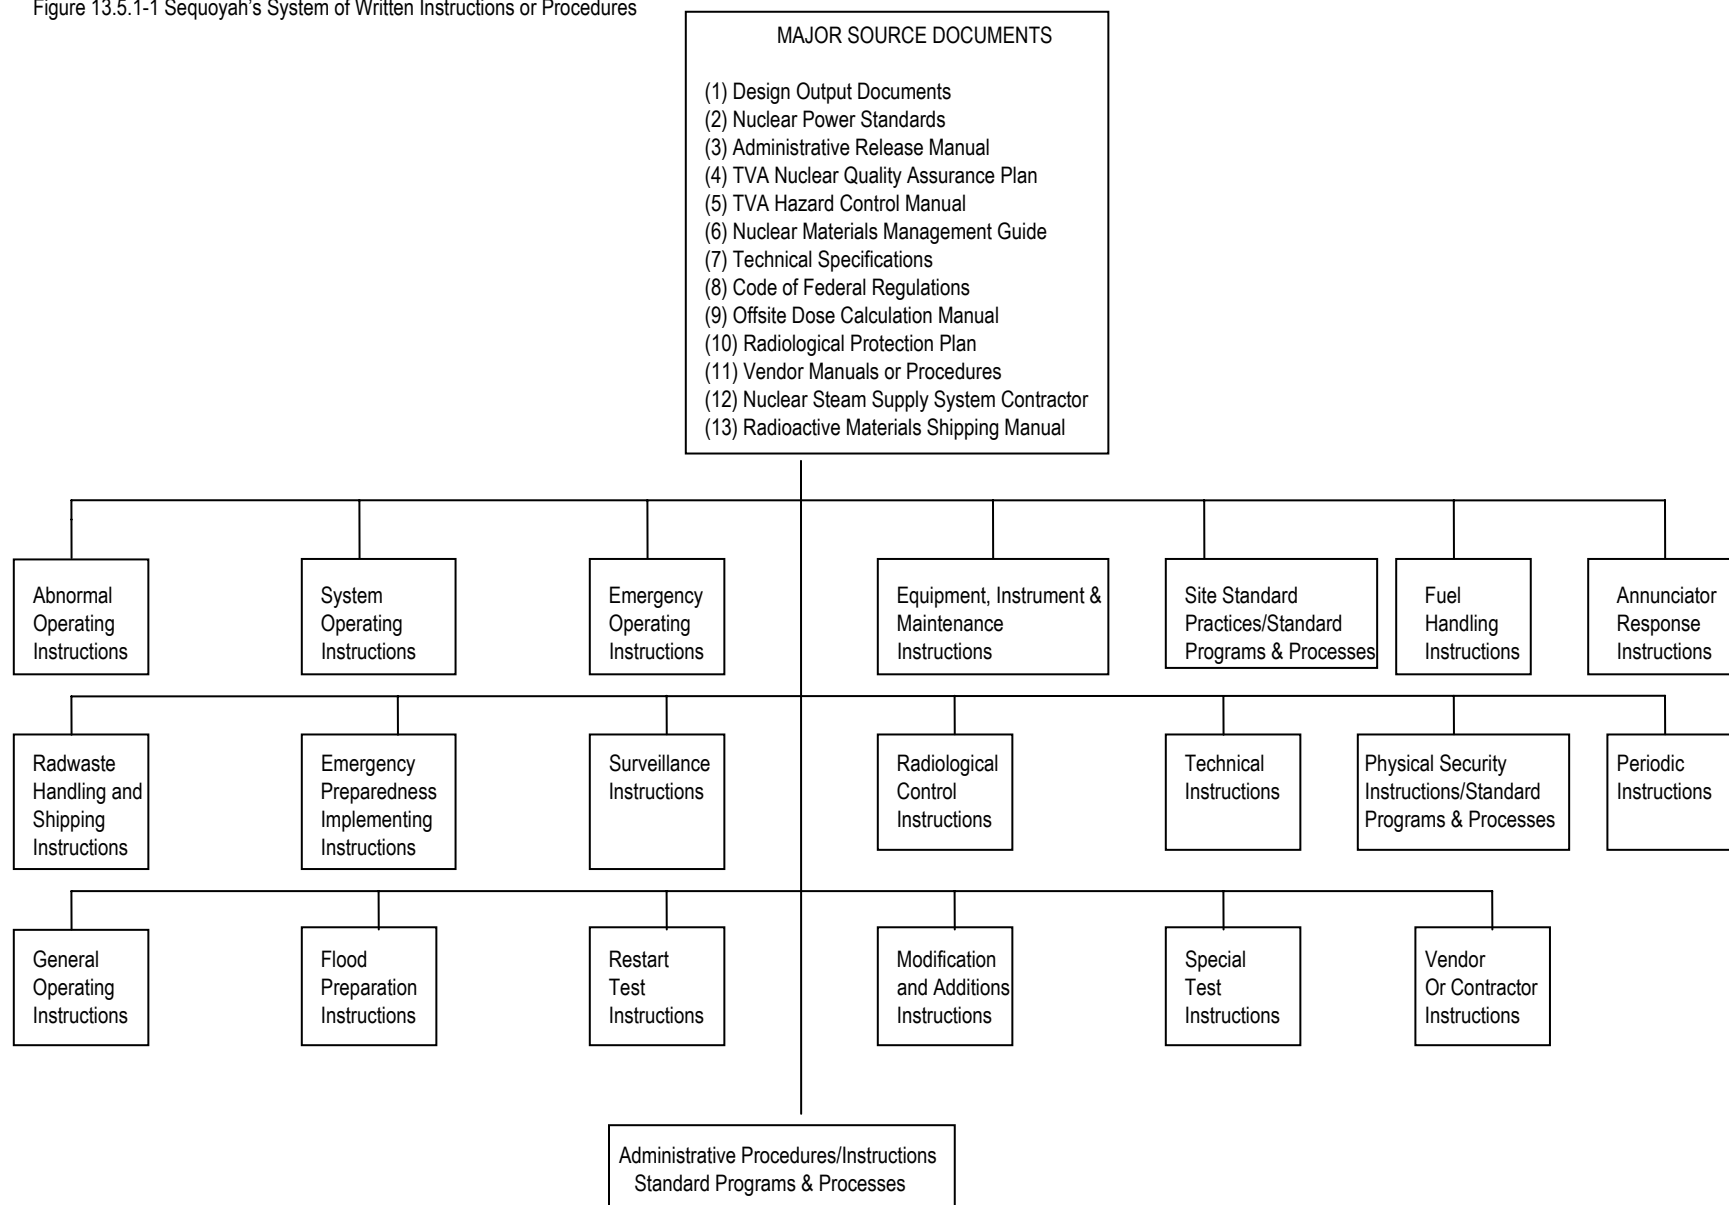 Figure 13.5.1-1 Sequoyah's System of Written Instructions or Procedures
MAJOR SOURCE DOCUMENTS
(1) Design Output Documents
(2) Nuclear Power Standards
(3) Administrative Release Manual
(4) TVA Nuclear Quality Assurance Plan
(5) TVA Hazard Control Manual
(6) Nuclear Materials Management Guide
(7) Technical Specifications
(8) Code of Federal Regulations
(9) Offsite Dose Calculation Manual
(10) Radiological Protection Plan
(11) Vendor Manuals or Procedures
(12) Nuclear Steam Supply System Contractor
(13) Radioactive Materials Shipping Manual
Abnormal
Operating
Instructions
System
Operating
Instructions
Emergency
Operating
Instructions
Equipment, Instrument &
Maintenance
Instructions
Site Standard
Practices/Standard
Programs & Processes
Fuel
Handling
Instructions
Annunciator
Response
Instructions
Radwaste
Handling and
Shipping
Instructions
Emergency
Preparedness
Implementing
Instructions
Surveillance
Instructions
Radiological
Control
Instructions
Technical
Instructions
Physical Security
Instructions/Standard
Programs & Processes
Periodic
Instructions
General
Operating
Instructions
Flood
Preparation
Instructions
Restart
Test
Instructions
Modification
and Additions
Instructions
Special
Test
Instructions
Vendor
Or Contractor
Instructions
Administrative Procedures/Instructions
Standard Programs & Processes